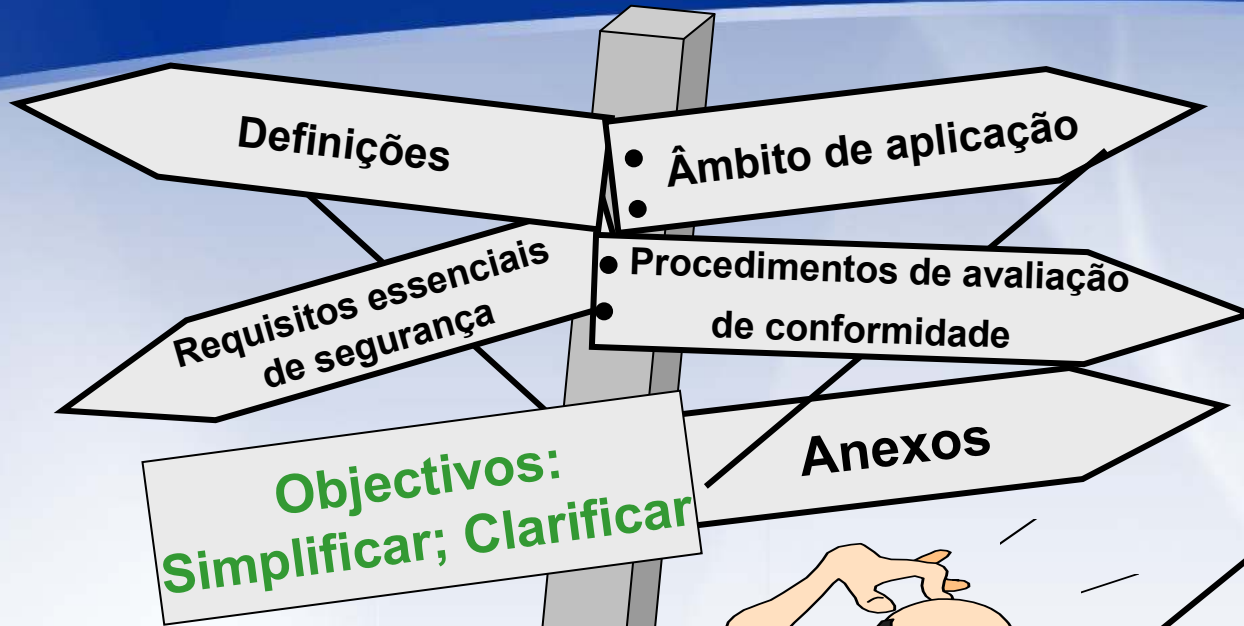 Definições
Âmbito de aplicação
Requisitos essenciais
de segurança
Procedimentos de avaliação
de conformidade
Objectivos:
Simplificar; Clarificar
Anexos